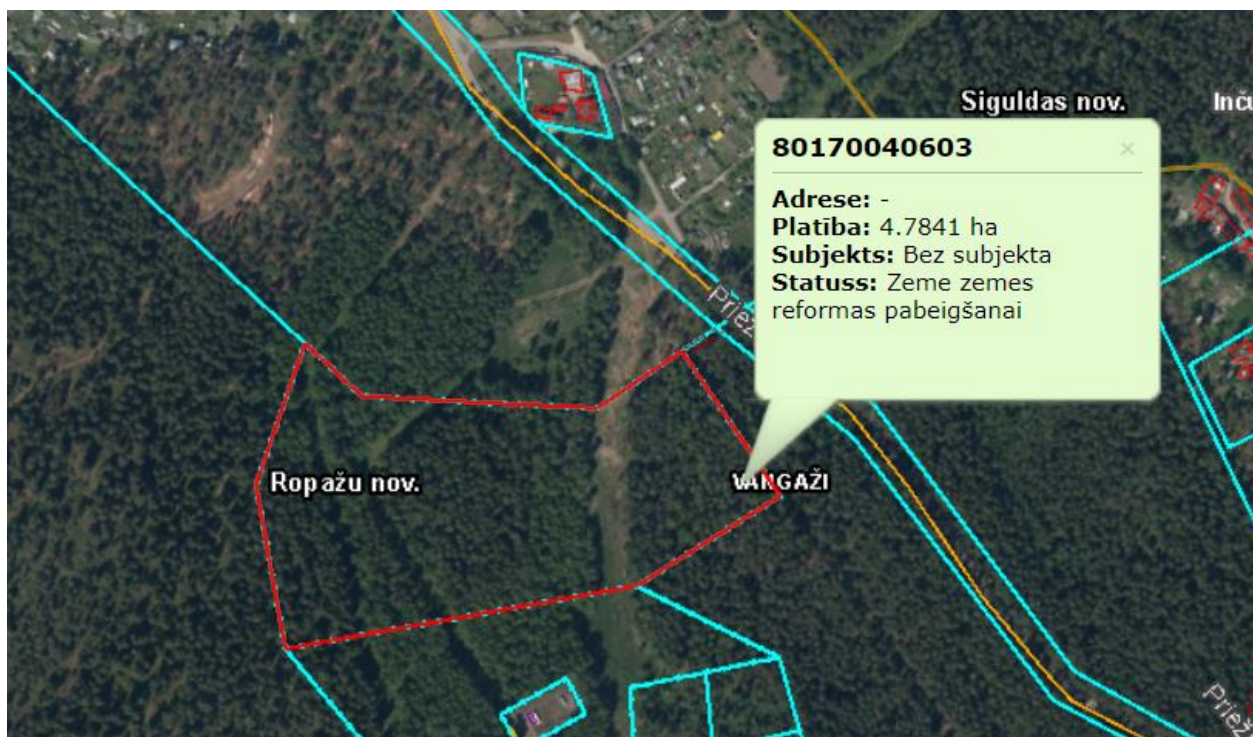 Siguldas nov.
Inču
80170040603
×
Adrese: -
Platība: 4.7841 ha
Subjekts: Bez subjekta
Statuss: Zeme zemes
reformas pabeigšanai
Priež
Ropažu nov.
VANGAŽI
Priež